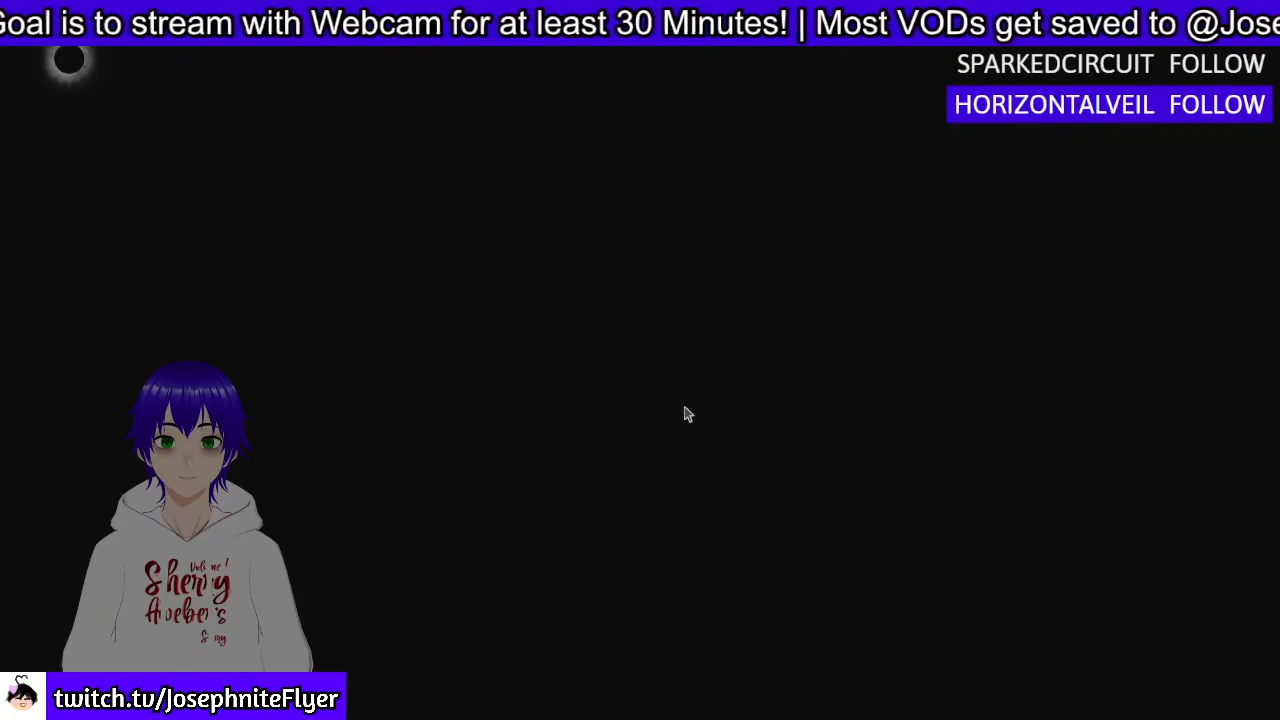 Goal is to stream with Webcam for at least 30 Minutes! | Most VODs get saved to @Jose
SPARKEDCIRCUIT FOLLOW
HORIZONTALVEIL FOLLOW
Sherry
twitch.tv/JosephniteFlyer